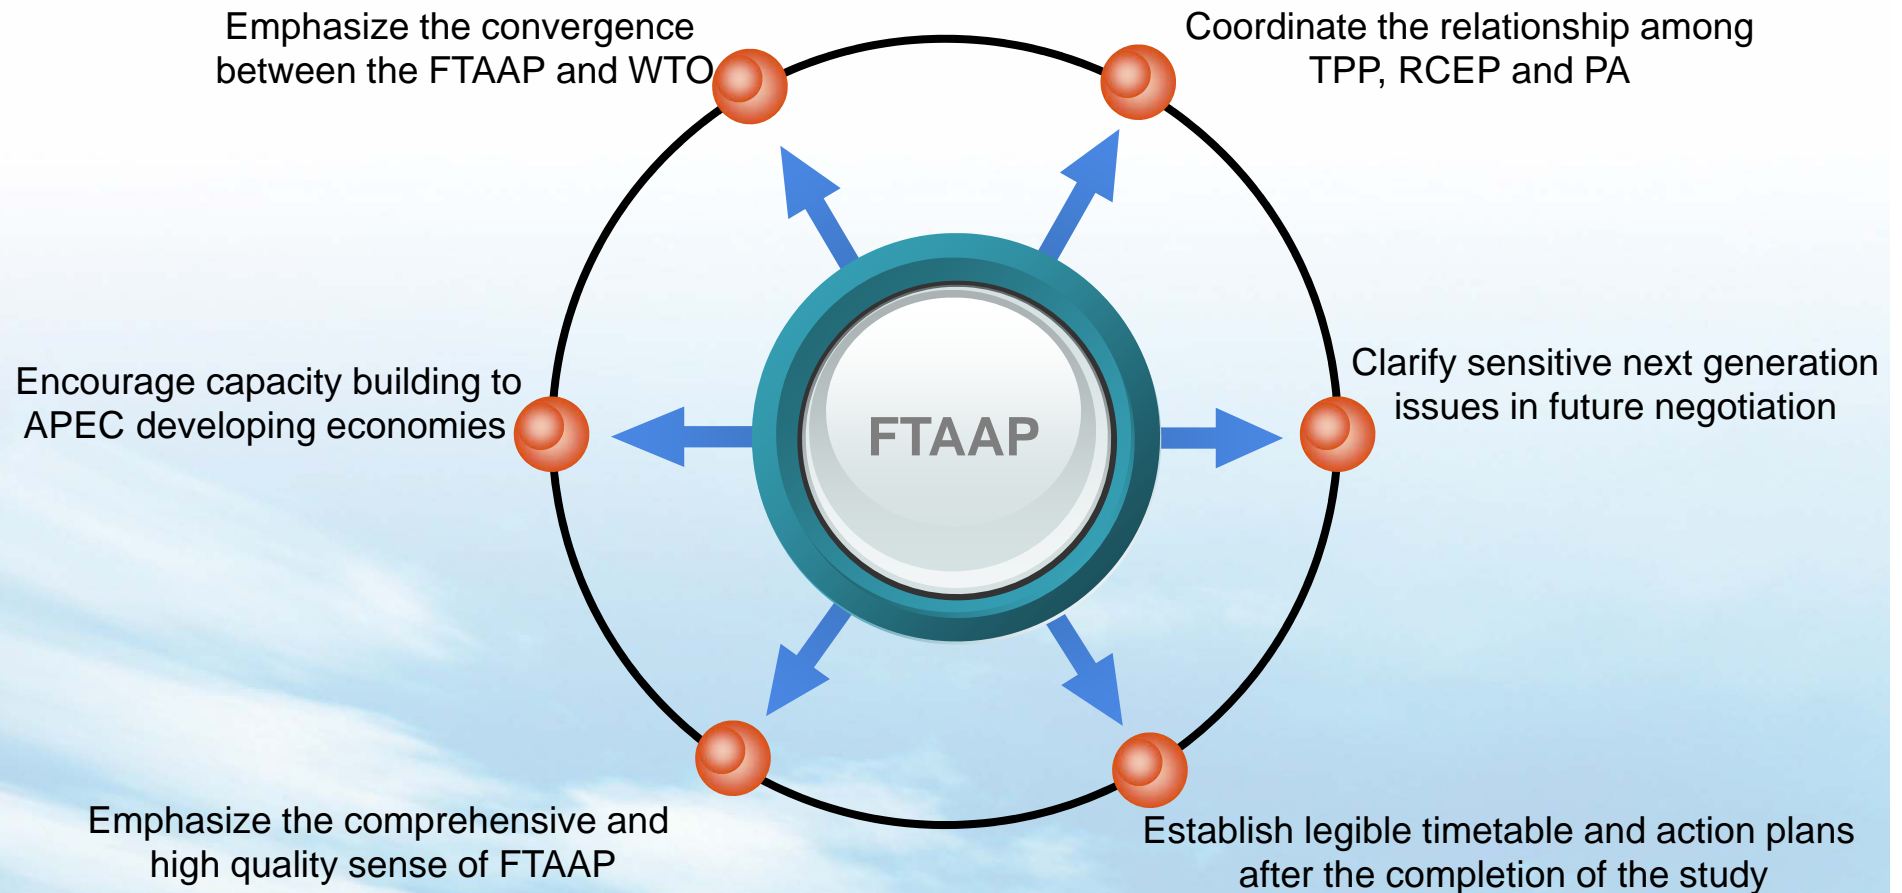 Emphasize the convergence
between the FTAAP and WTO
Coordinate the relationship among
TPP, RCEP and PA
Encourage capacity building to
APEC developing economies
FTAAP
Clarify sensitive next generation
issues in future negotiation
Emphasize the comprehensive and
high quality sense of FTAAP
Establish legible timetable and action plans
after the completion of the study